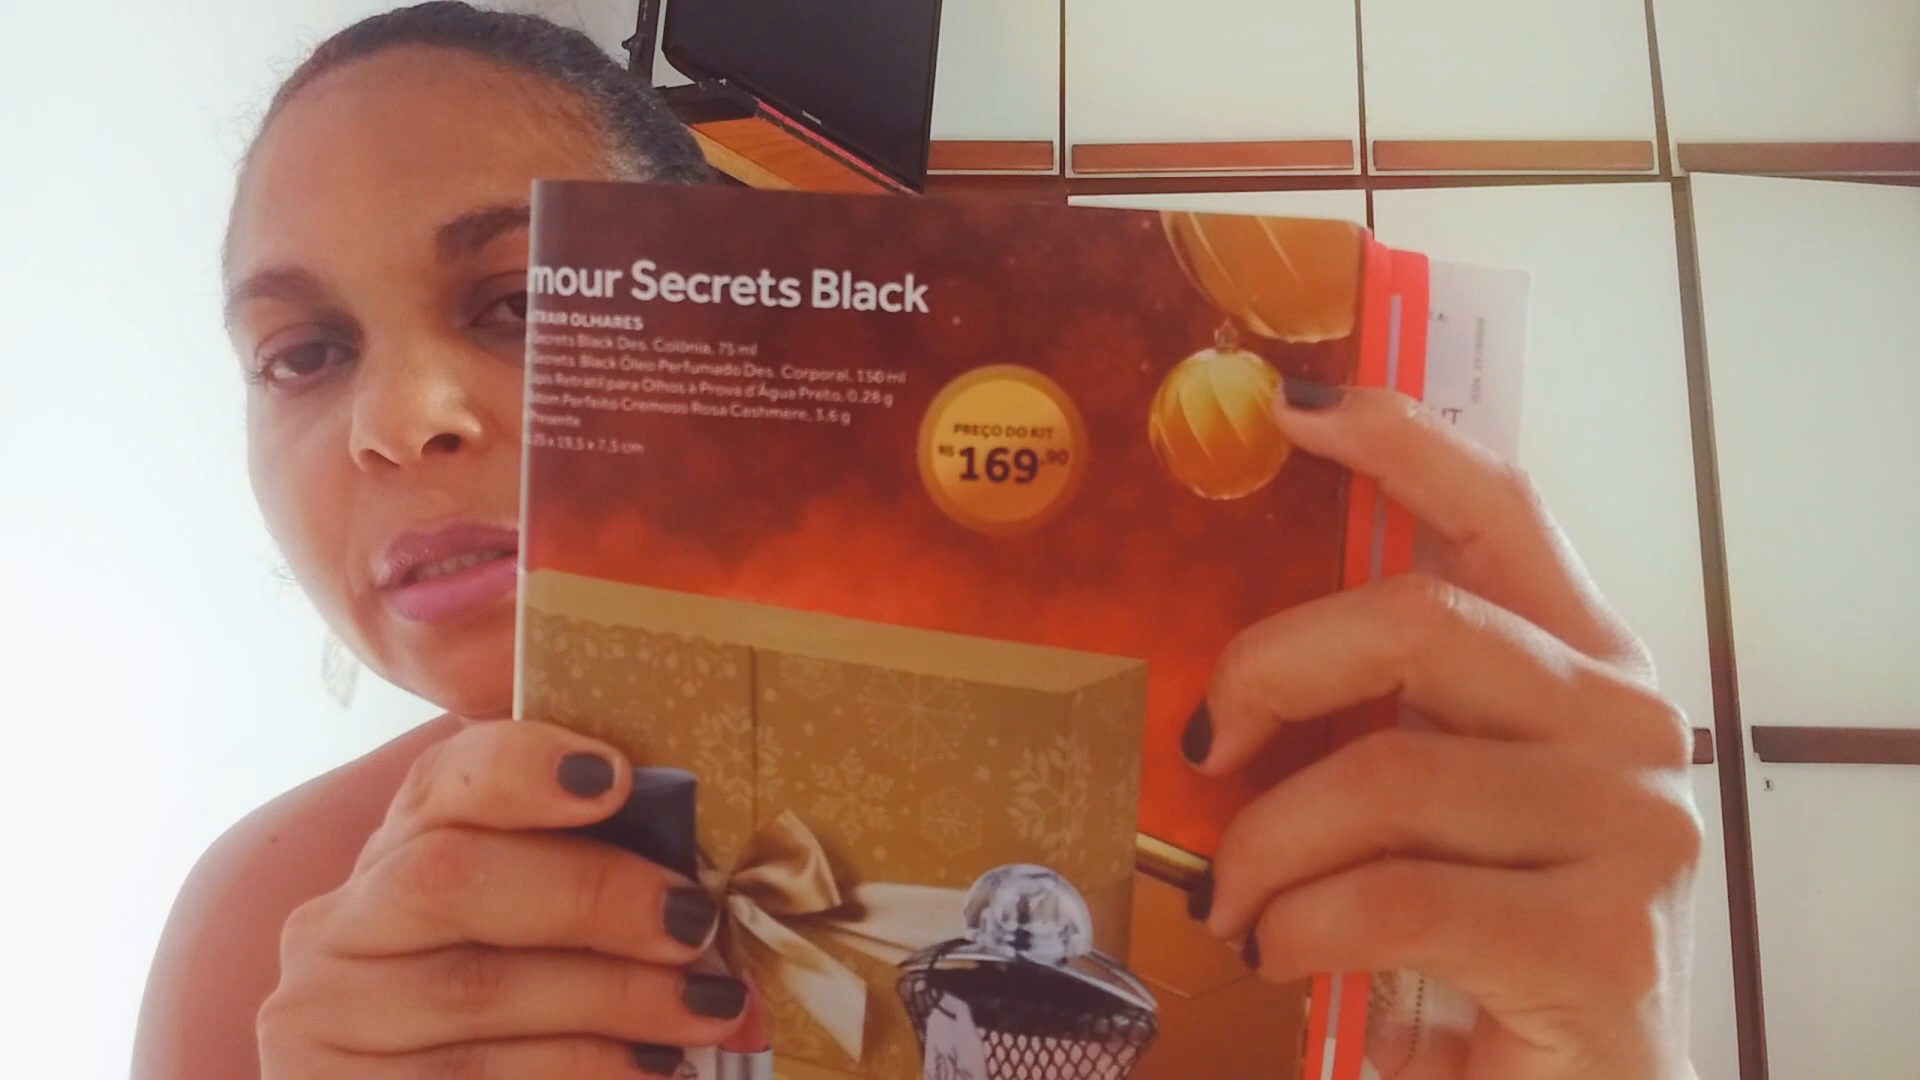 mour Secrets Black
TRAIR OLHARES
Secrets Black Des. Colônia, 75 ml
Secrets Black Óleo Perfumado Des. Corporal, 150 ml
Retrátil para Olhos à Prova d'Água Preto, 0,28 g
Perfeito Cremoso Rosa Cashmere, 3,6 g
Presente
x 19,5 x 7,5 cm
PREÇO DO KIT
R$ 169,90
SAMSUNG